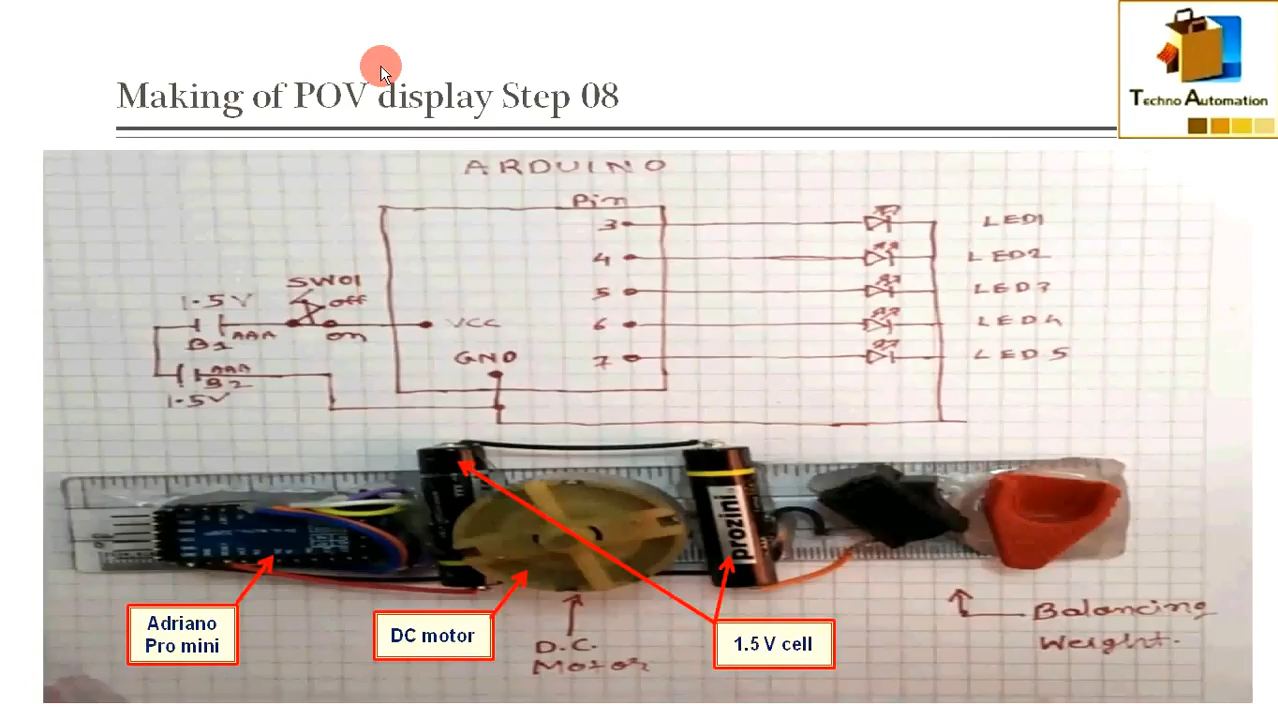 Techno Automation
Making of POV display Step 08
ARDUINO
Pin
3
LED1
4
LED2
SW01
off
5
LED3
1.5V
AAA
B1
on
VCC
6
LED4
GND
7
LED5
AAA
B2
1.5V
prozini
Adriano
Pro mini
DC motor
D.C.
Motor
1.5 V cell
Balancing
Weight.